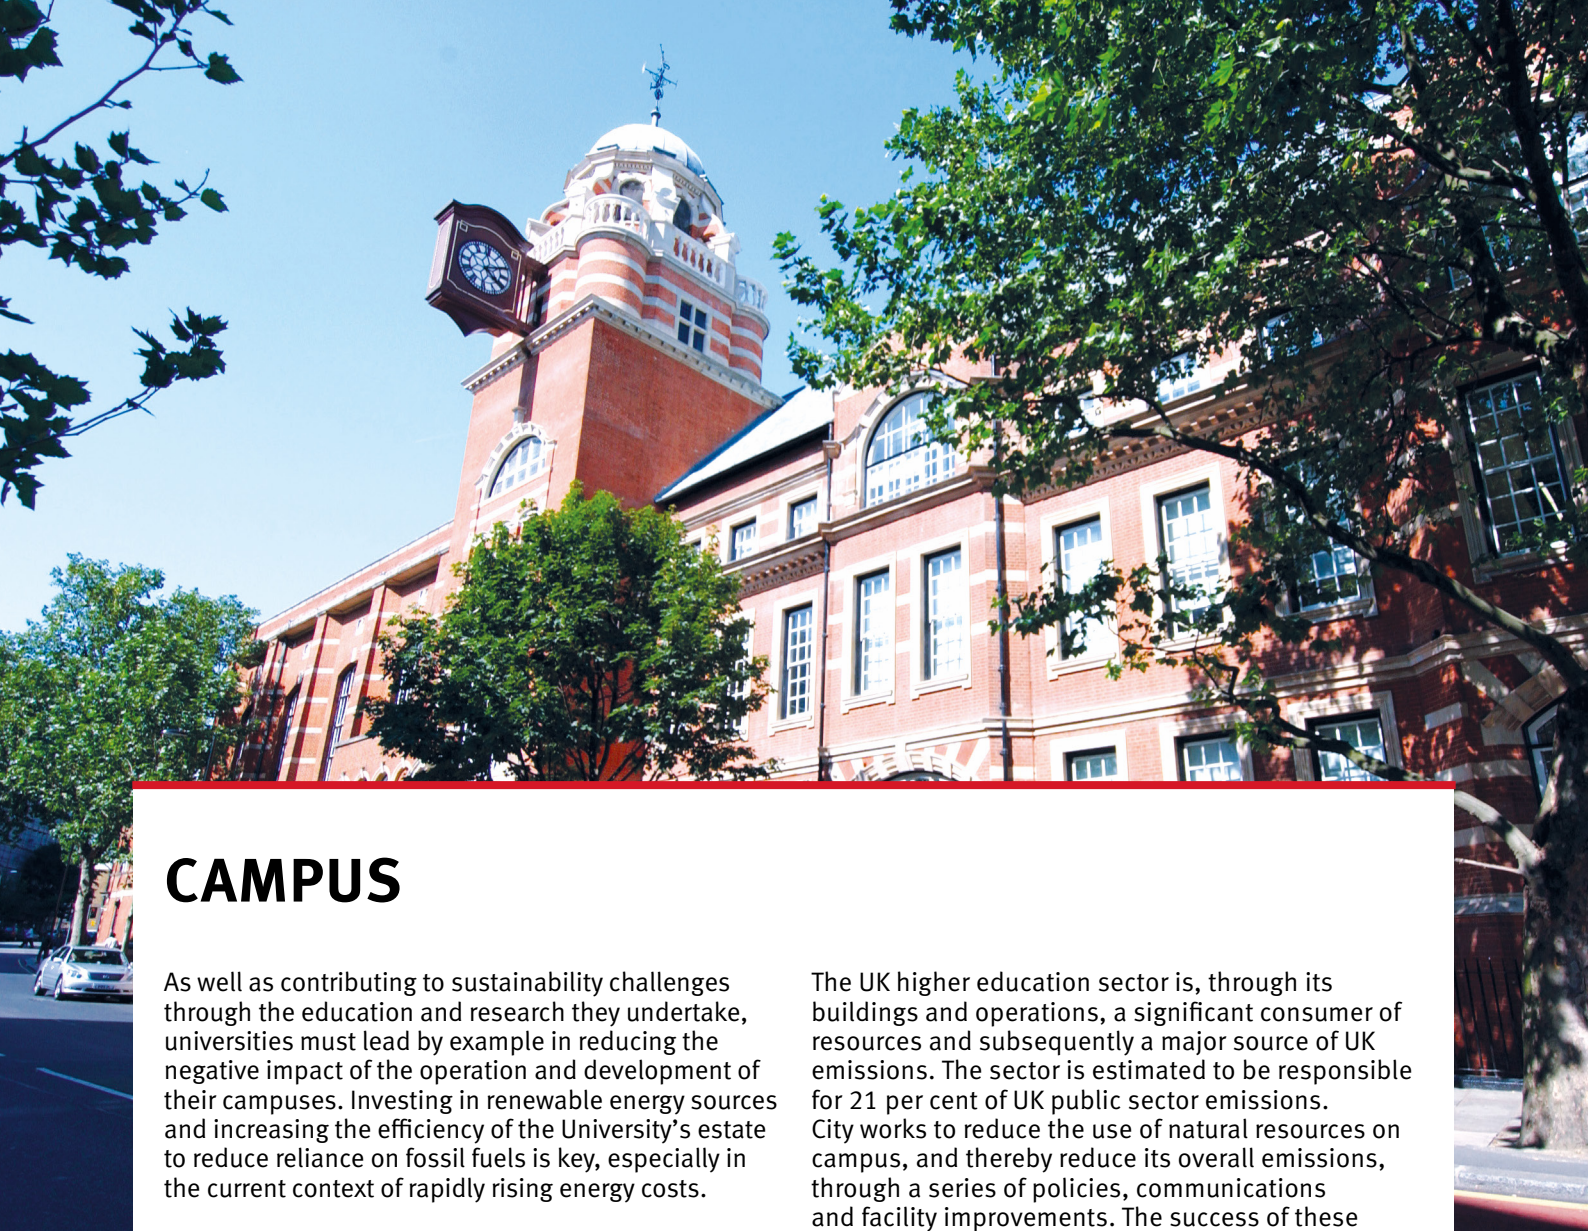 CAMPUS
As well as contributing to sustainability challenges
through the education and research they undertake,
universities must lead by example in reducing the
negative impact of the operation and development of
their campuses. Investing in renewable energy sources
and increasing the efficiency of the University’s estate
to reduce reliance on fossil fuels is key, especially in
the current context of rapidly rising energy costs.
The UK higher education sector is, through its
buildings and operations, a significant consumer of
resources and subsequently a major source of UK
emissions. The sector is estimated to be responsible
for 21 per cent of UK public sector emissions.
City works to reduce the use of natural resources on
campus, and thereby reduce its overall emissions,
through a series of policies, communications
and facility improvements. The success of these